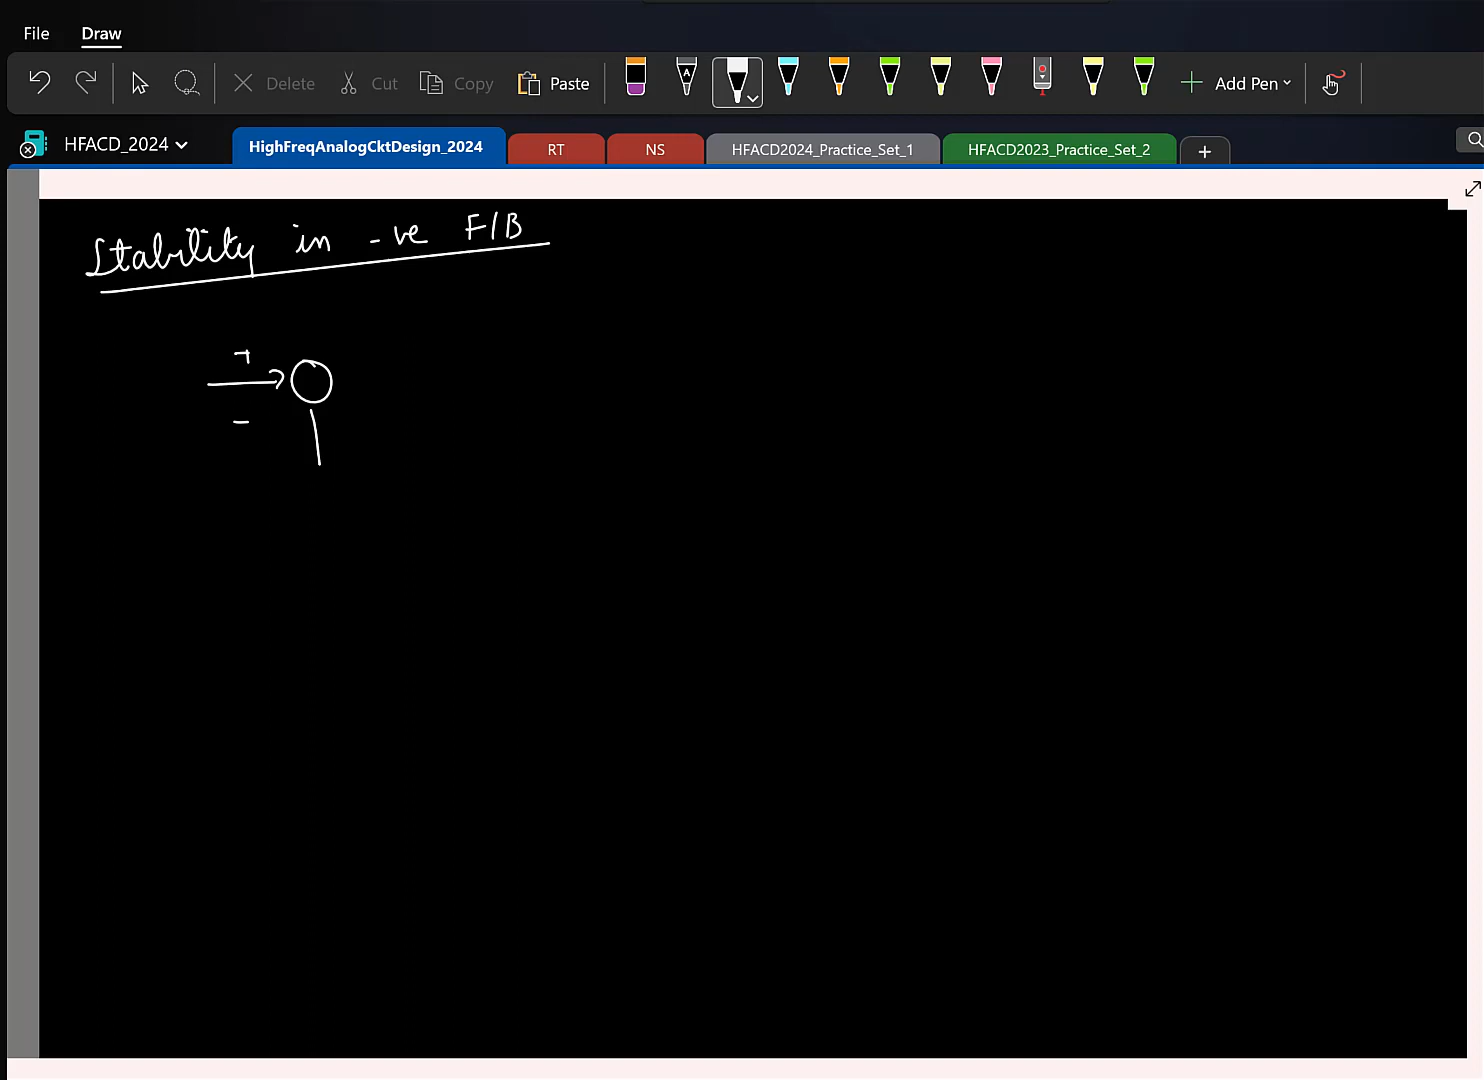 File Draw
Delete Cut Copy Paste A Add Pen
HFACD_2024 HighFreqAnalogCktDesign_2024 RT NS HFACD2024_Practice_Set_1 HFACD2023_Practice_Set_2 +
Stability in -ve F/B
+
-